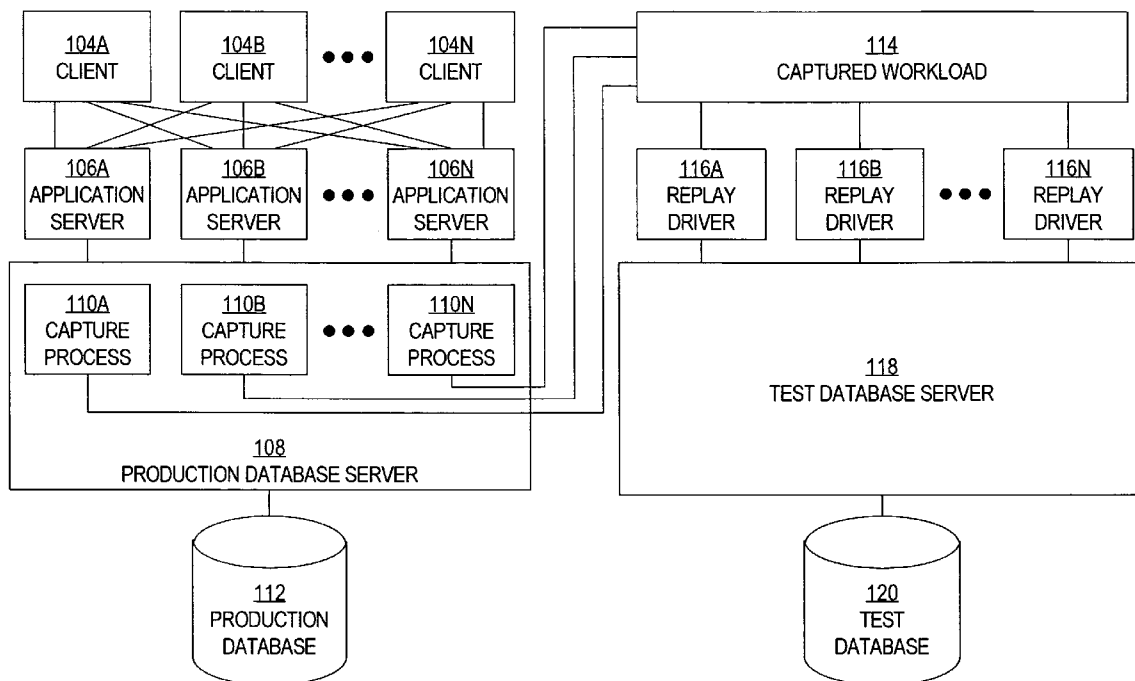 104A
CLIENT
104B
CLIENT
104N
CLIENT
106A
APPLICATION
SERVER
106B
APPLICATION
SERVER
106N
APPLICATION
SERVER
110A
CAPTURE
PROCESS
110B
CAPTURE
PROCESS
110N
CAPTURE
PROCESS
108
PRODUCTION DATABASE SERVER
112
PRODUCTION
DATABASE
114
CAPTURED WORKLOAD
116A
REPLAY
DRIVER
116B
REPLAY
DRIVER
116N
REPLAY
DRIVER
118
TEST DATABASE SERVER
120
TEST
DATABASE